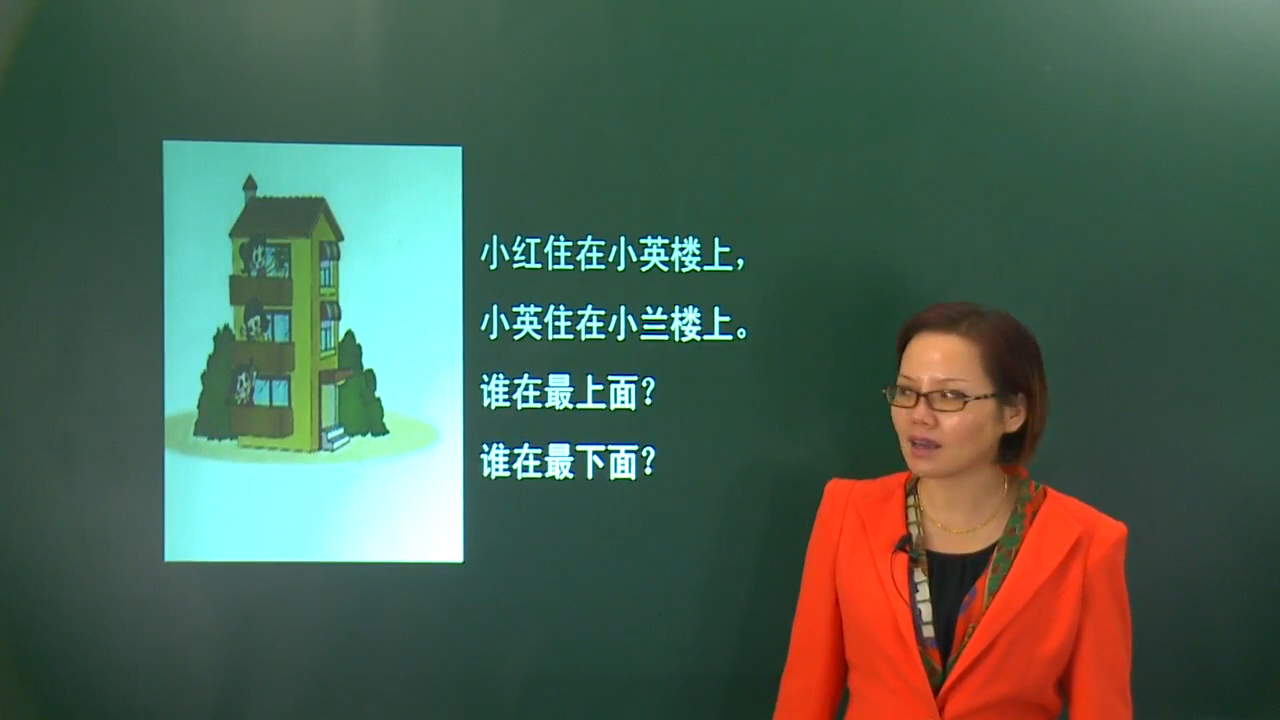 小红住在小英楼上，
小英住在小兰楼上。
谁在最上面？
谁在最下面？